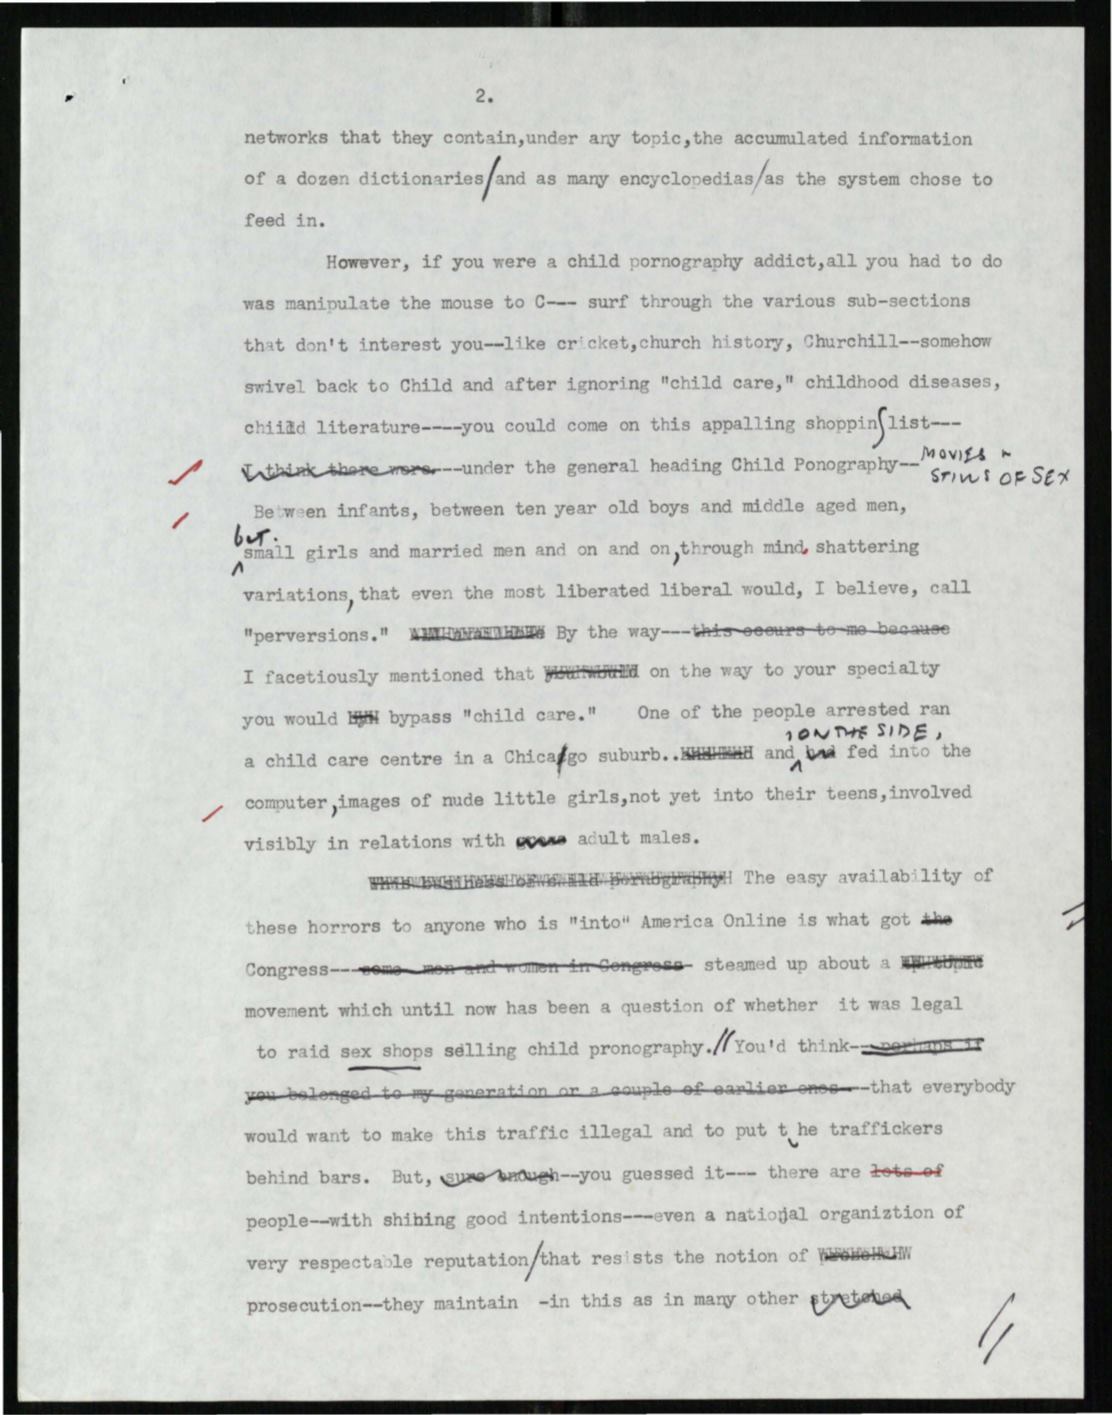 2.
networks that they contain,under any topic,the accumulated information
of a dozen dictionaries/and as many encyclopedias/as the system chose to
feed in.
However, if you were a child pornography addict,all you had to do
was manipulate the mouse to C--- surf through the various sub-sections
that don't interest you--like cricket,church history, Churchill--somehow
swivel back to Child and after ignoring "child care," childhood diseases,
chiild literature----you could come on this appalling shoppin list---
I think there were.---under the general heading Child Ponography--MOVIES &
STILLS OF SEX
Between infants, between ten year old boys and middle aged men,
bet.
small girls and married men and on and on,through mind shattering
variations, that even the most liberated liberal would, I believe, call
"perversions." By the way---this occurs to me because
I facetiously mentioned that on the way to your specialty
you would bypass "child care." One of the people arrested ran
, ON THE SIDE,
a child care centre in a Chicago suburb.. and had fed into the
computer,images of nude little girls,not yet into their teens,involved
visibly in relations with adult males.
This business of child pornography The easy availability of
these horrors to anyone who is "into" America Online is what got the
Congress---some men and women in Congress- steamed up about a
movement which until now has been a question of whether it was legal
to raid sex shops selling child pronography.// You'd think--perhaps if
you belonged to my generation or a couple of earlier ones---that everybody
would want to make this traffic illegal and to put t he traffickers
behind bars. But, sure enough--you guessed it--- there are lots of
people--with shihing good intentions---even a national organiztion of
very respectable reputation/that resists the notion of
prosecution--they maintain -in this as in many other stretched